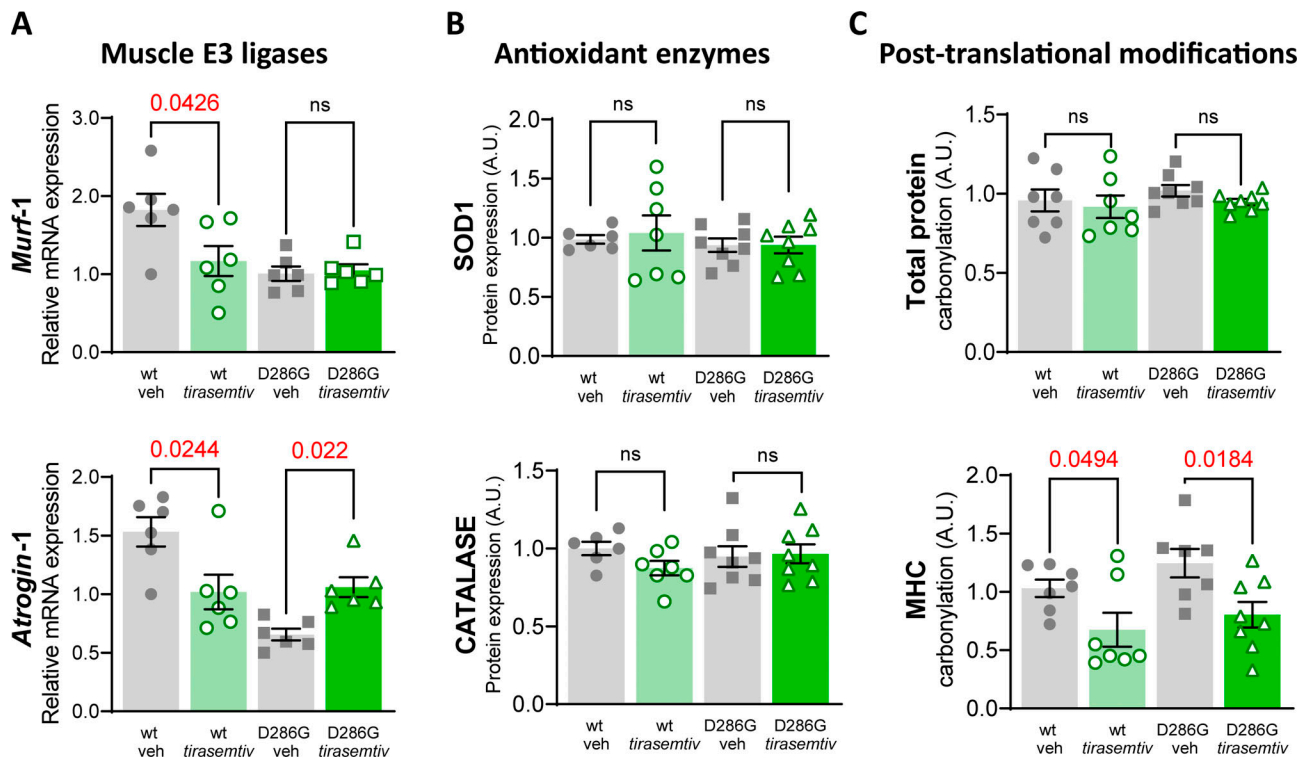 A
Muscle E3 ligases
Murf-1
Relative mRNA expression
3.0
2.0
1.0
0.0
0.0426
ns
wt
veh
wt
tirasemtiv
D286G
veh
D286G
tirasemtiv
Atrogin-1
Relative mRNA expression
2.0
1.5
1.0
0.5
0.0
0.0244
0.022
wt
veh
wt
tirasemtiv
D286G
veh
D286G
tirasemtiv
B
Antioxidant enzymes
SOD1
Protein expression (A.U.)
2.0
1.5
1.0
0.5
0.0
ns
ns
wt
veh
wt
tirasemtiv
D286G
veh
D286G
tirasemtiv
CATALASE
Protein expression (A.U.)
1.5
1.0
0.5
0.0
ns
ns
wt
veh
wt
tirasemtiv
D286G
veh
D286G
tirasemtiv
C
Post-translational modifications
Total protein
carbonylation (A.U.)
1.5
1.0
0.5
0.0
ns
ns
wt
veh
wt
tirasemtiv
D286G
veh
D286G
tirasemtiv
MHC
carbonylation (A.U.)
2.0
1.5
1.0
0.5
0.0
0.0494
0.0184
wt
veh
wt
tirasemtiv
D286G
veh
D286G
tirasemtiv